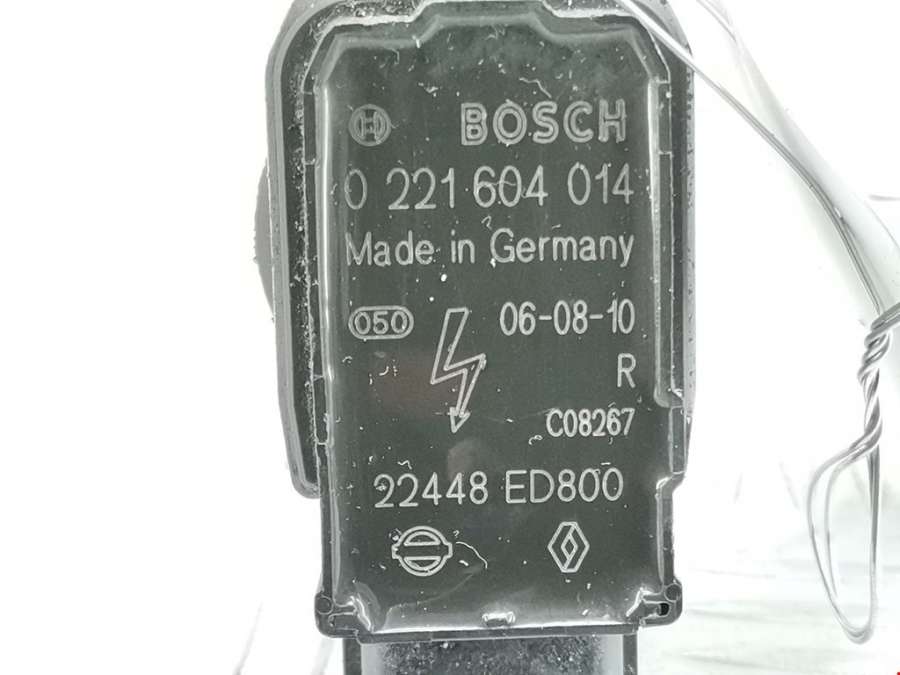 BOSCH
0 221 604 014
Made in Germany
050 06-08-10
R
C08267
22448 ED800